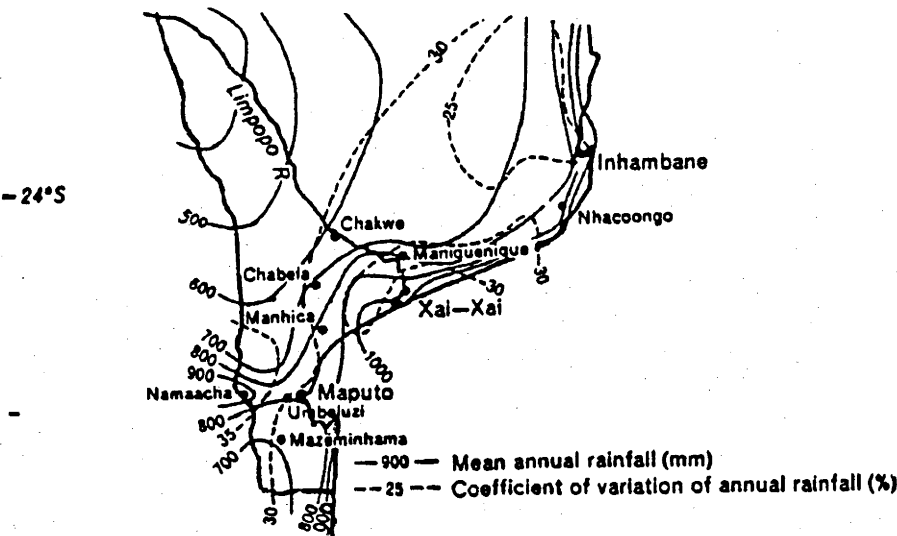 30
25
Limpopo R
Inhambane
– 24°S
Nhacoongo
500
Chakwe
Maniquenique
30
Chabela
600
30
Xai–Xai
Manhica
700
800
1000
900
Namaacha
Maputo
800
Umbeluzi
35
Mazeminhama
700
— 900 — Mean annual rainfall (mm)
-- 25 -- Coefficient of variation of annual rainfall (%)
30
800
900